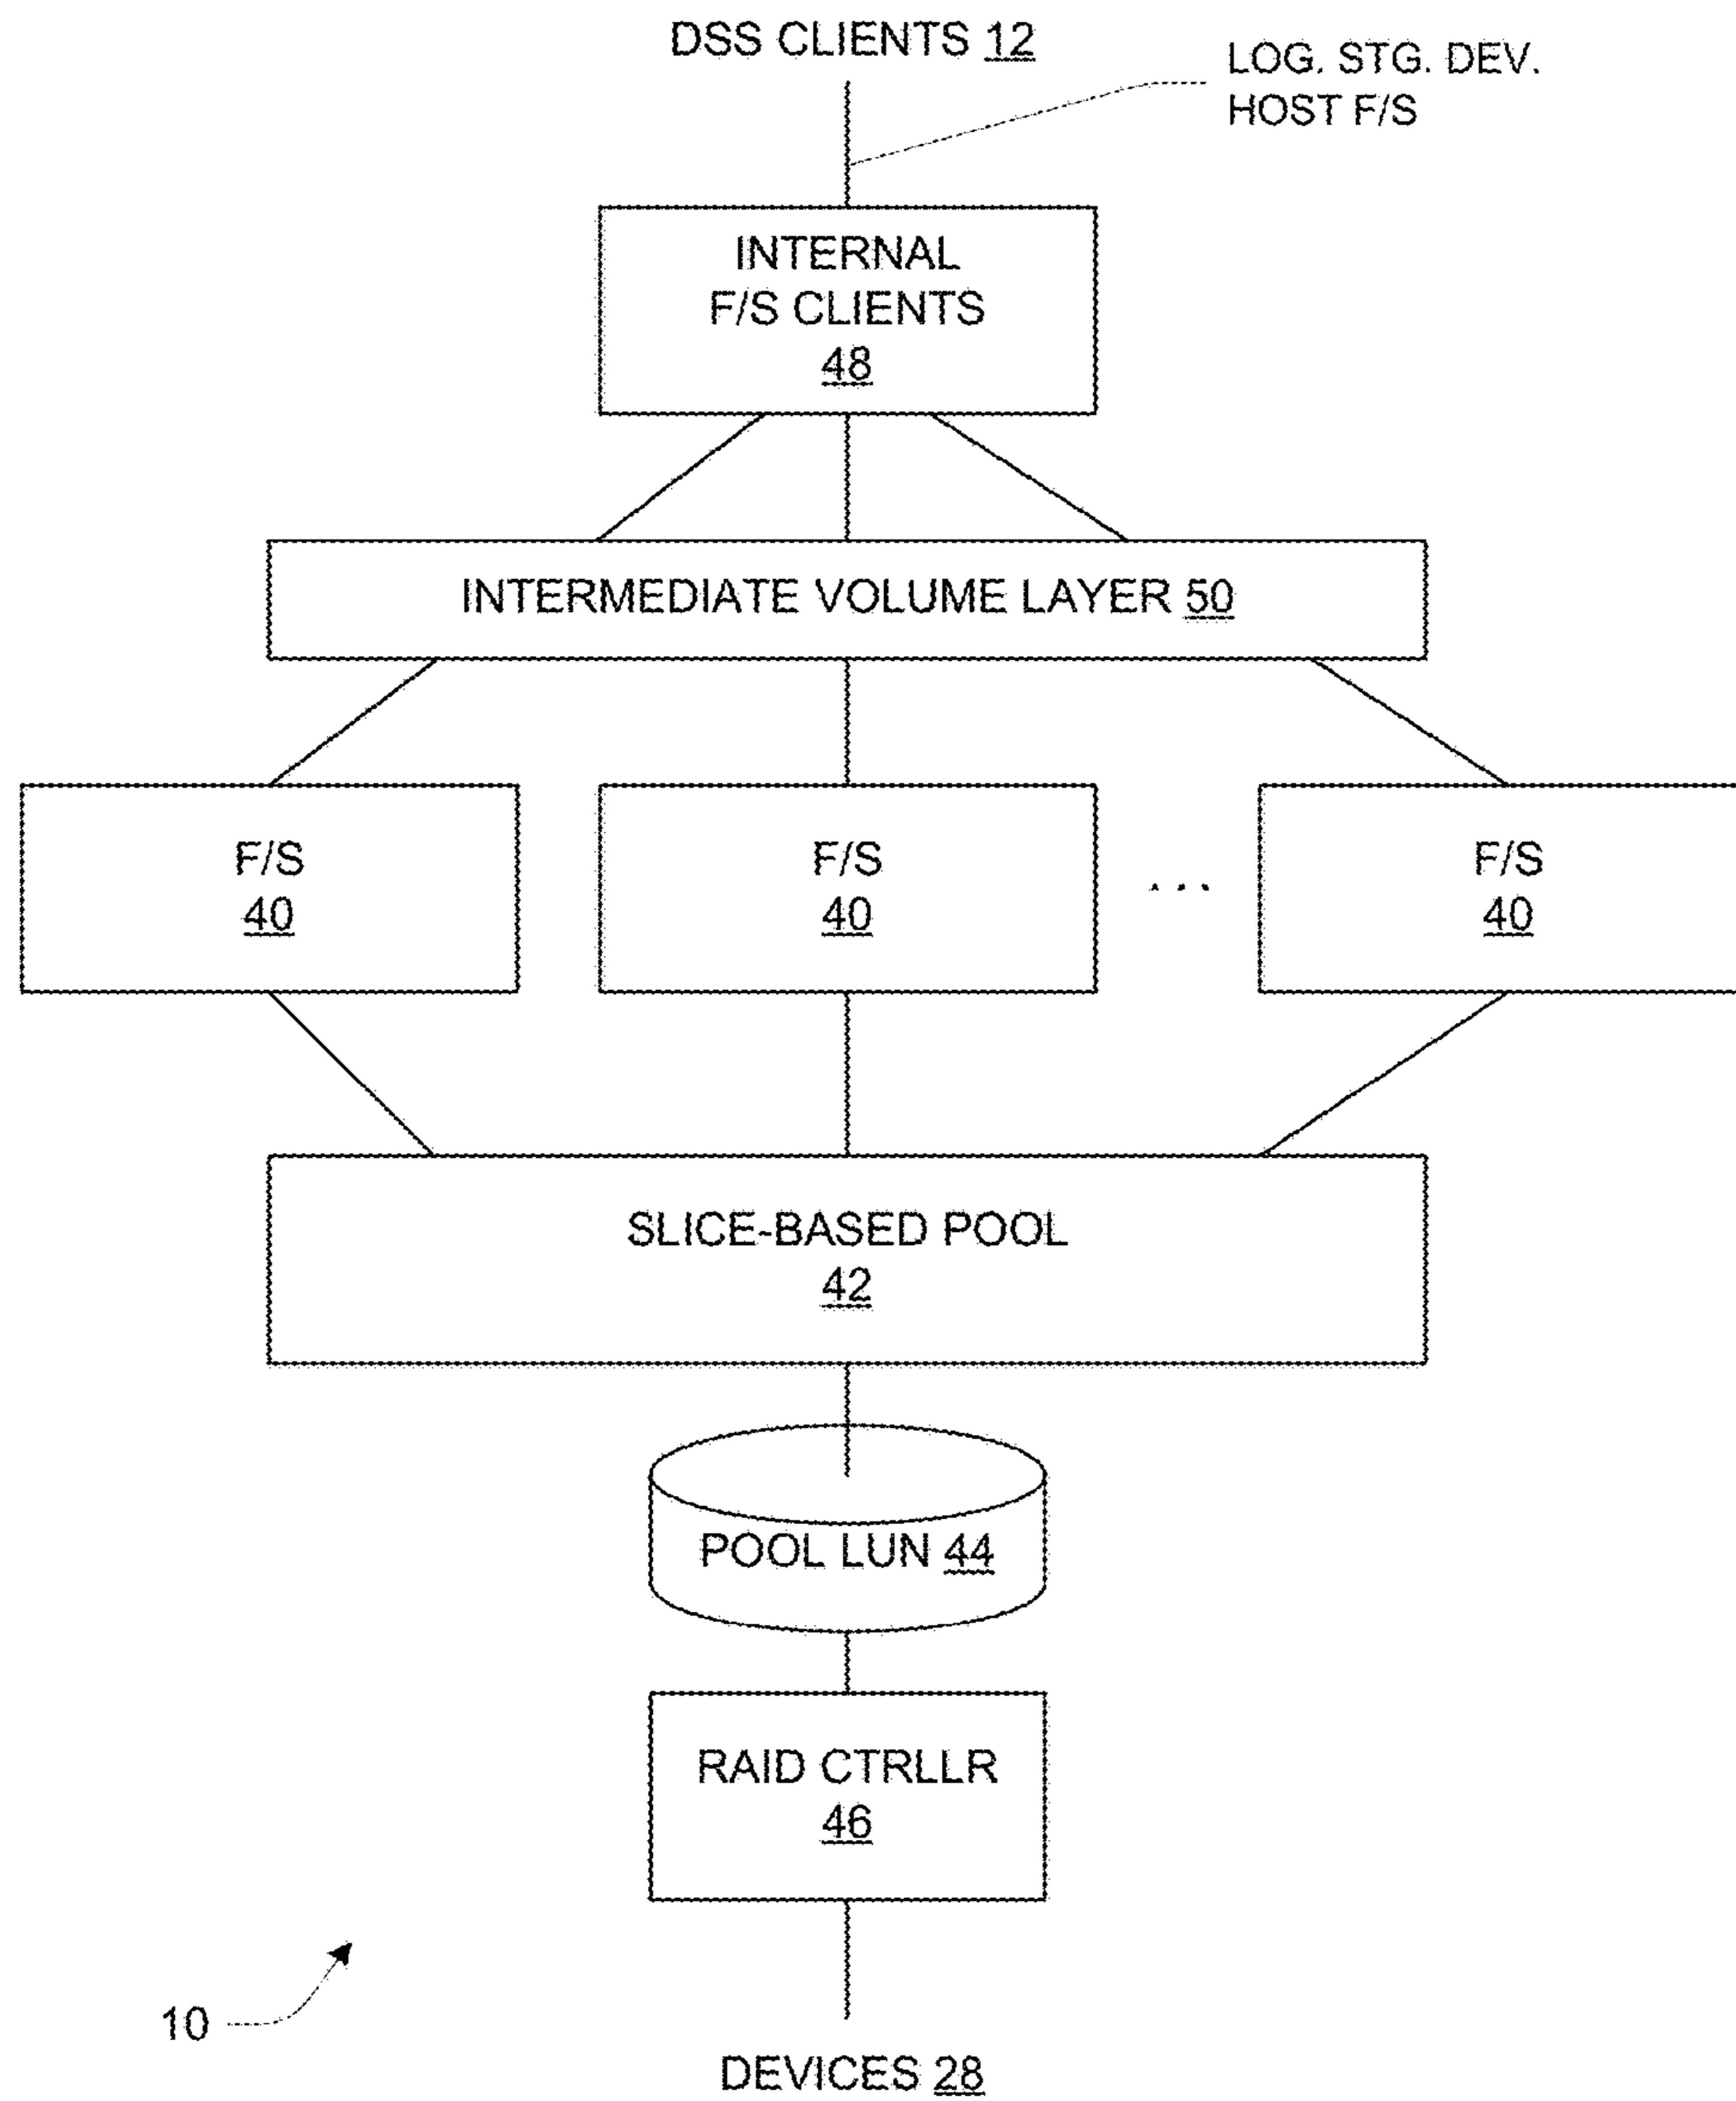 DSS CLIENTS 12
LOG. STG. DEV.
HOST F/S
INTERNAL
F/S CLIENTS
48
INTERMEDIATE VOLUME LAYER 50
F/S
40
F/S
40
...
F/S
40
SLICE-BASED POOL
42
POOL LUN 44
RAID CTRLLR
46
10
DEVICES 28